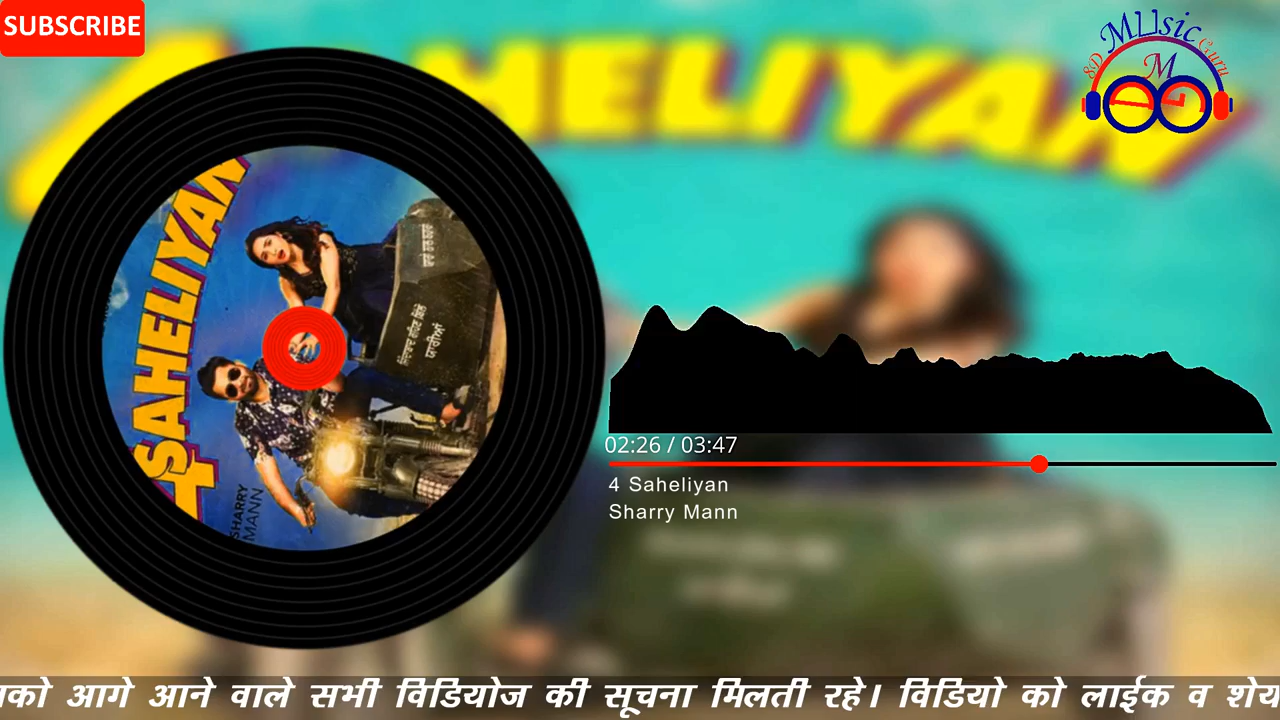 SUBSCRIBE
8D Music Guru
M
SAHELIYAN
4
SHARRY
MANN
HELIYAN
ਯਾਰੀਆਂ
02:26 / 03:47
4 Saheliyan
Sharry Mann
को आगे आने वाले सभी विडियोज की सूचना मिलती रहे। विडियो को लाईक व शेय